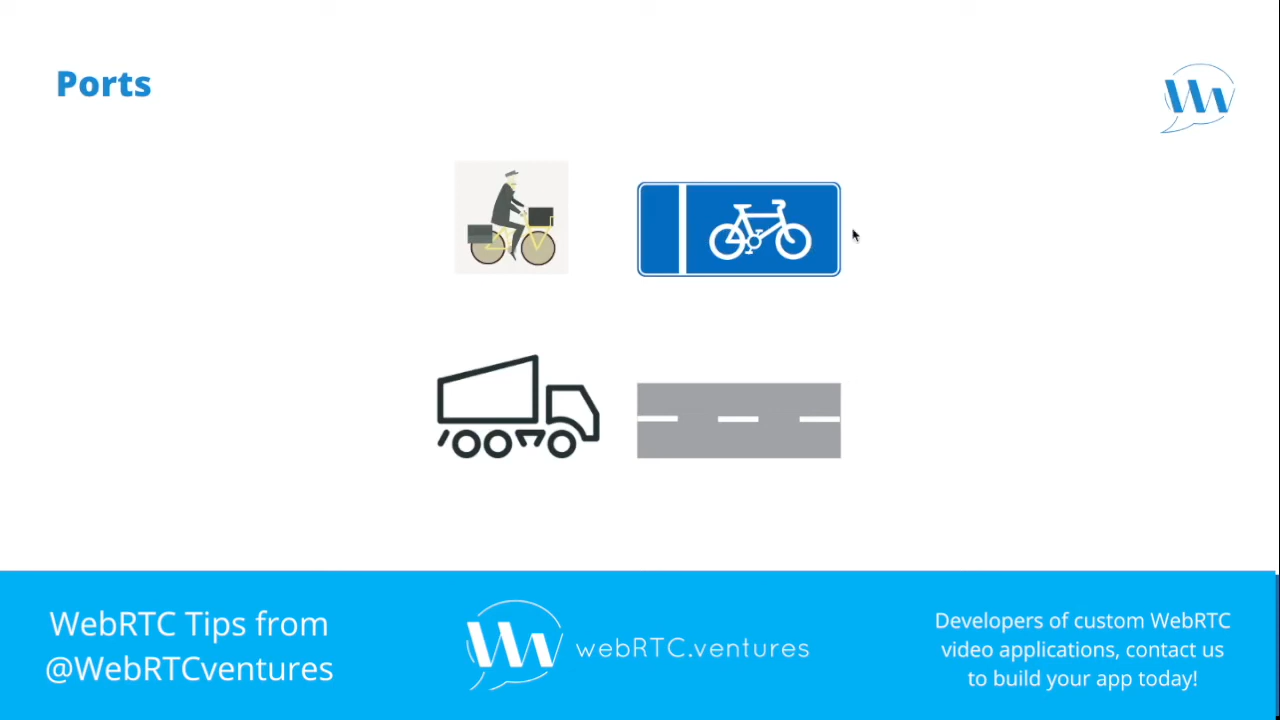 Ports
WebRTC Tips from
@WebRTCventures
webRTC.ventures
Developers of custom WebRTC
video applications, contact us
to build your app today!